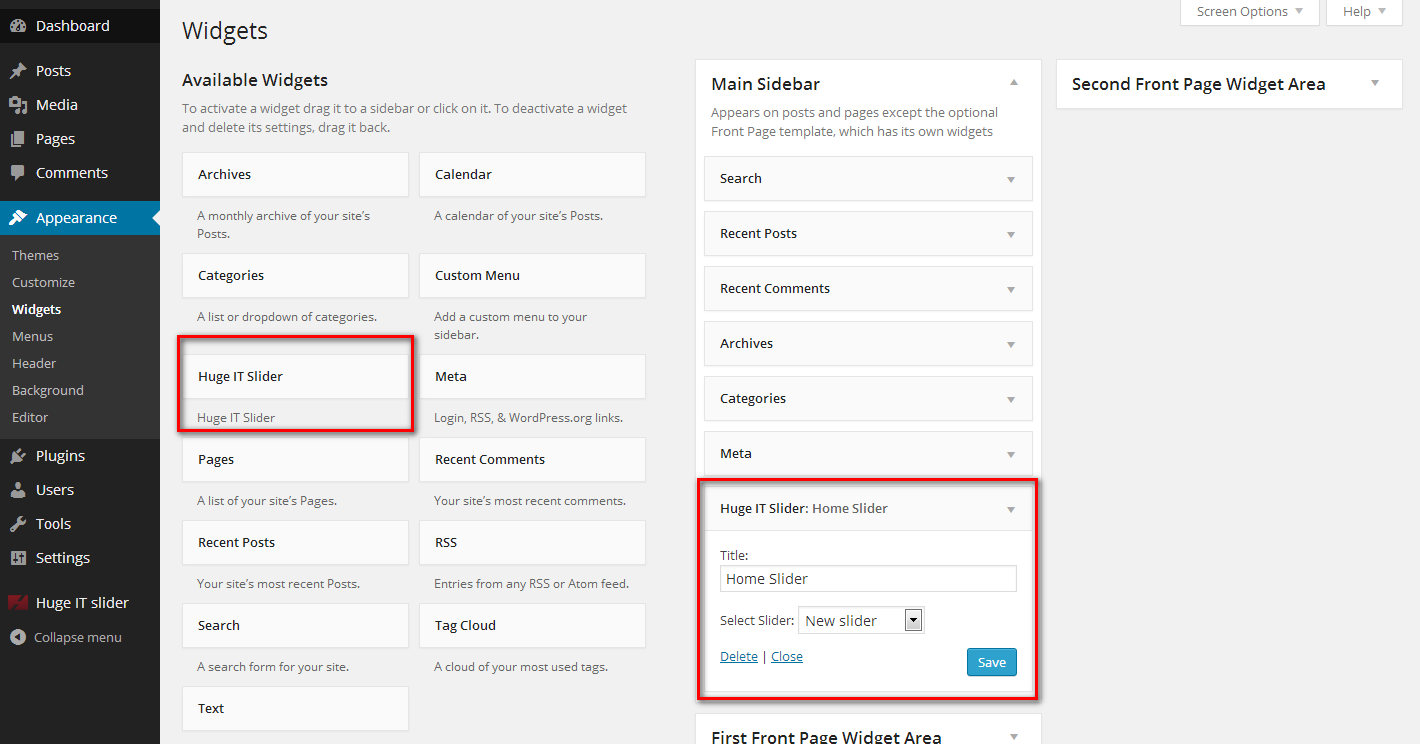 Dashboard
Posts
Media
Pages
Comments
Appearance
Themes
Customize
Widgets
Menus
Header
Background
Editor
Plugins
Users
Tools
Settings
Huge IT slider
Collapse menu
Screen Options
Help
Widgets
Available Widgets
To activate a widget drag it to a sidebar or click on it. To deactivate a widget
and delete its settings, drag it back.
Archives
A monthly archive of your site’s
Posts.
Calendar
A calendar of your site’s Posts.
Categories
A list or dropdown of categories.
Custom Menu
Add a custom menu to your
sidebar.
Huge IT Slider
Huge IT Slider
Meta
Login, RSS, & WordPress.org links.
Pages
A list of your site’s Pages.
Recent Comments
Your site’s most recent comments.
Recent Posts
Your site’s most recent Posts.
RSS
Entries from any RSS or Atom feed.
Search
A search form for your site.
Tag Cloud
A cloud of your most used tags.
Text
Main Sidebar
Appears on posts and pages except the optional
Front Page template, which has its own widgets
Search
Recent Posts
Recent Comments
Archives
Categories
Meta
Huge IT Slider: Home Slider
Title:
Home Slider
Select Slider: New slider
Delete | Close
Save
First Front Page Widget Area
Second Front Page Widget Area